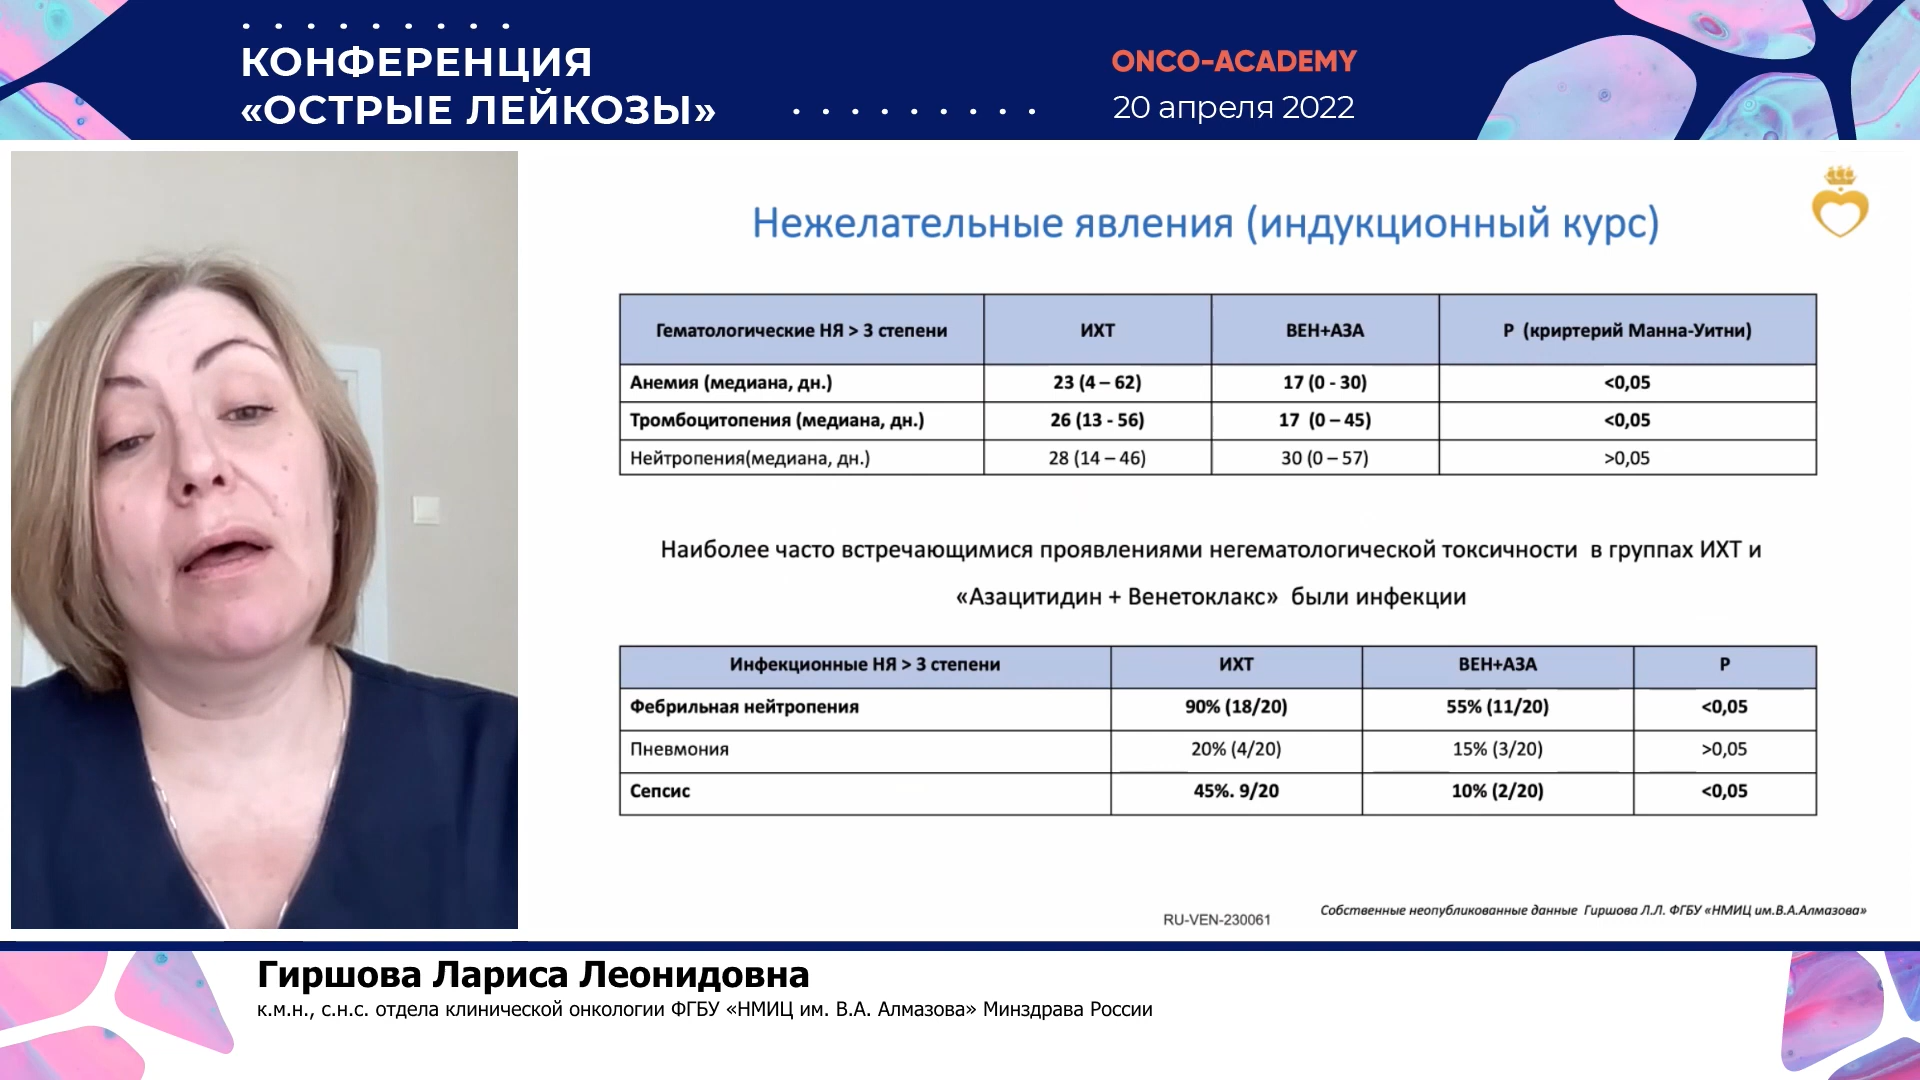 КОНФЕРЕНЦИЯ
«ОСТРЫЕ ЛЕЙКОЗЫ»
ONCO-ACADEMY
20 апреля 2022
Нежелательные явления (индукционный курс)
Гематологические НЯ > 3 степени ИХТ ВЕН+АЗА Р (криртерий Манна-Уитни)
Анемия (медиана, дн.) 23 (4 – 62) 17 (0 - 30) <0,05
Тромбоцитопения (медиана, дн.) 26 (13 - 56) 17 (0 – 45) <0,05
Нейтропения(медиана, дн.) 28 (14 – 46) 30 (0 – 57) >0,05
Наиболее часто встречающимися проявлениями негематологической токсичности в группах ИХТ и
«Азацитидин + Венетоклакс» были инфекции
Инфекционные НЯ > 3 степени ИХТ ВЕН+АЗА Р
Фебрильная нейтропения 90% (18/20) 55% (11/20) <0,05
Пневмония 20% (4/20) 15% (3/20) >0,05
Сепсис 45%. 9/20 10% (2/20) <0,05
Собственные неопубликованные данные Гиршова Л.Л. ФГБУ «НМИЦ им.В.А.Алмазова»
RU-VEN-230061
Гиршова Лариса Леонидовна
к.м.н., с.н.с. отдела клинической онкологии ФГБУ «НМИЦ им. В.А. Алмазова» Минздрава России